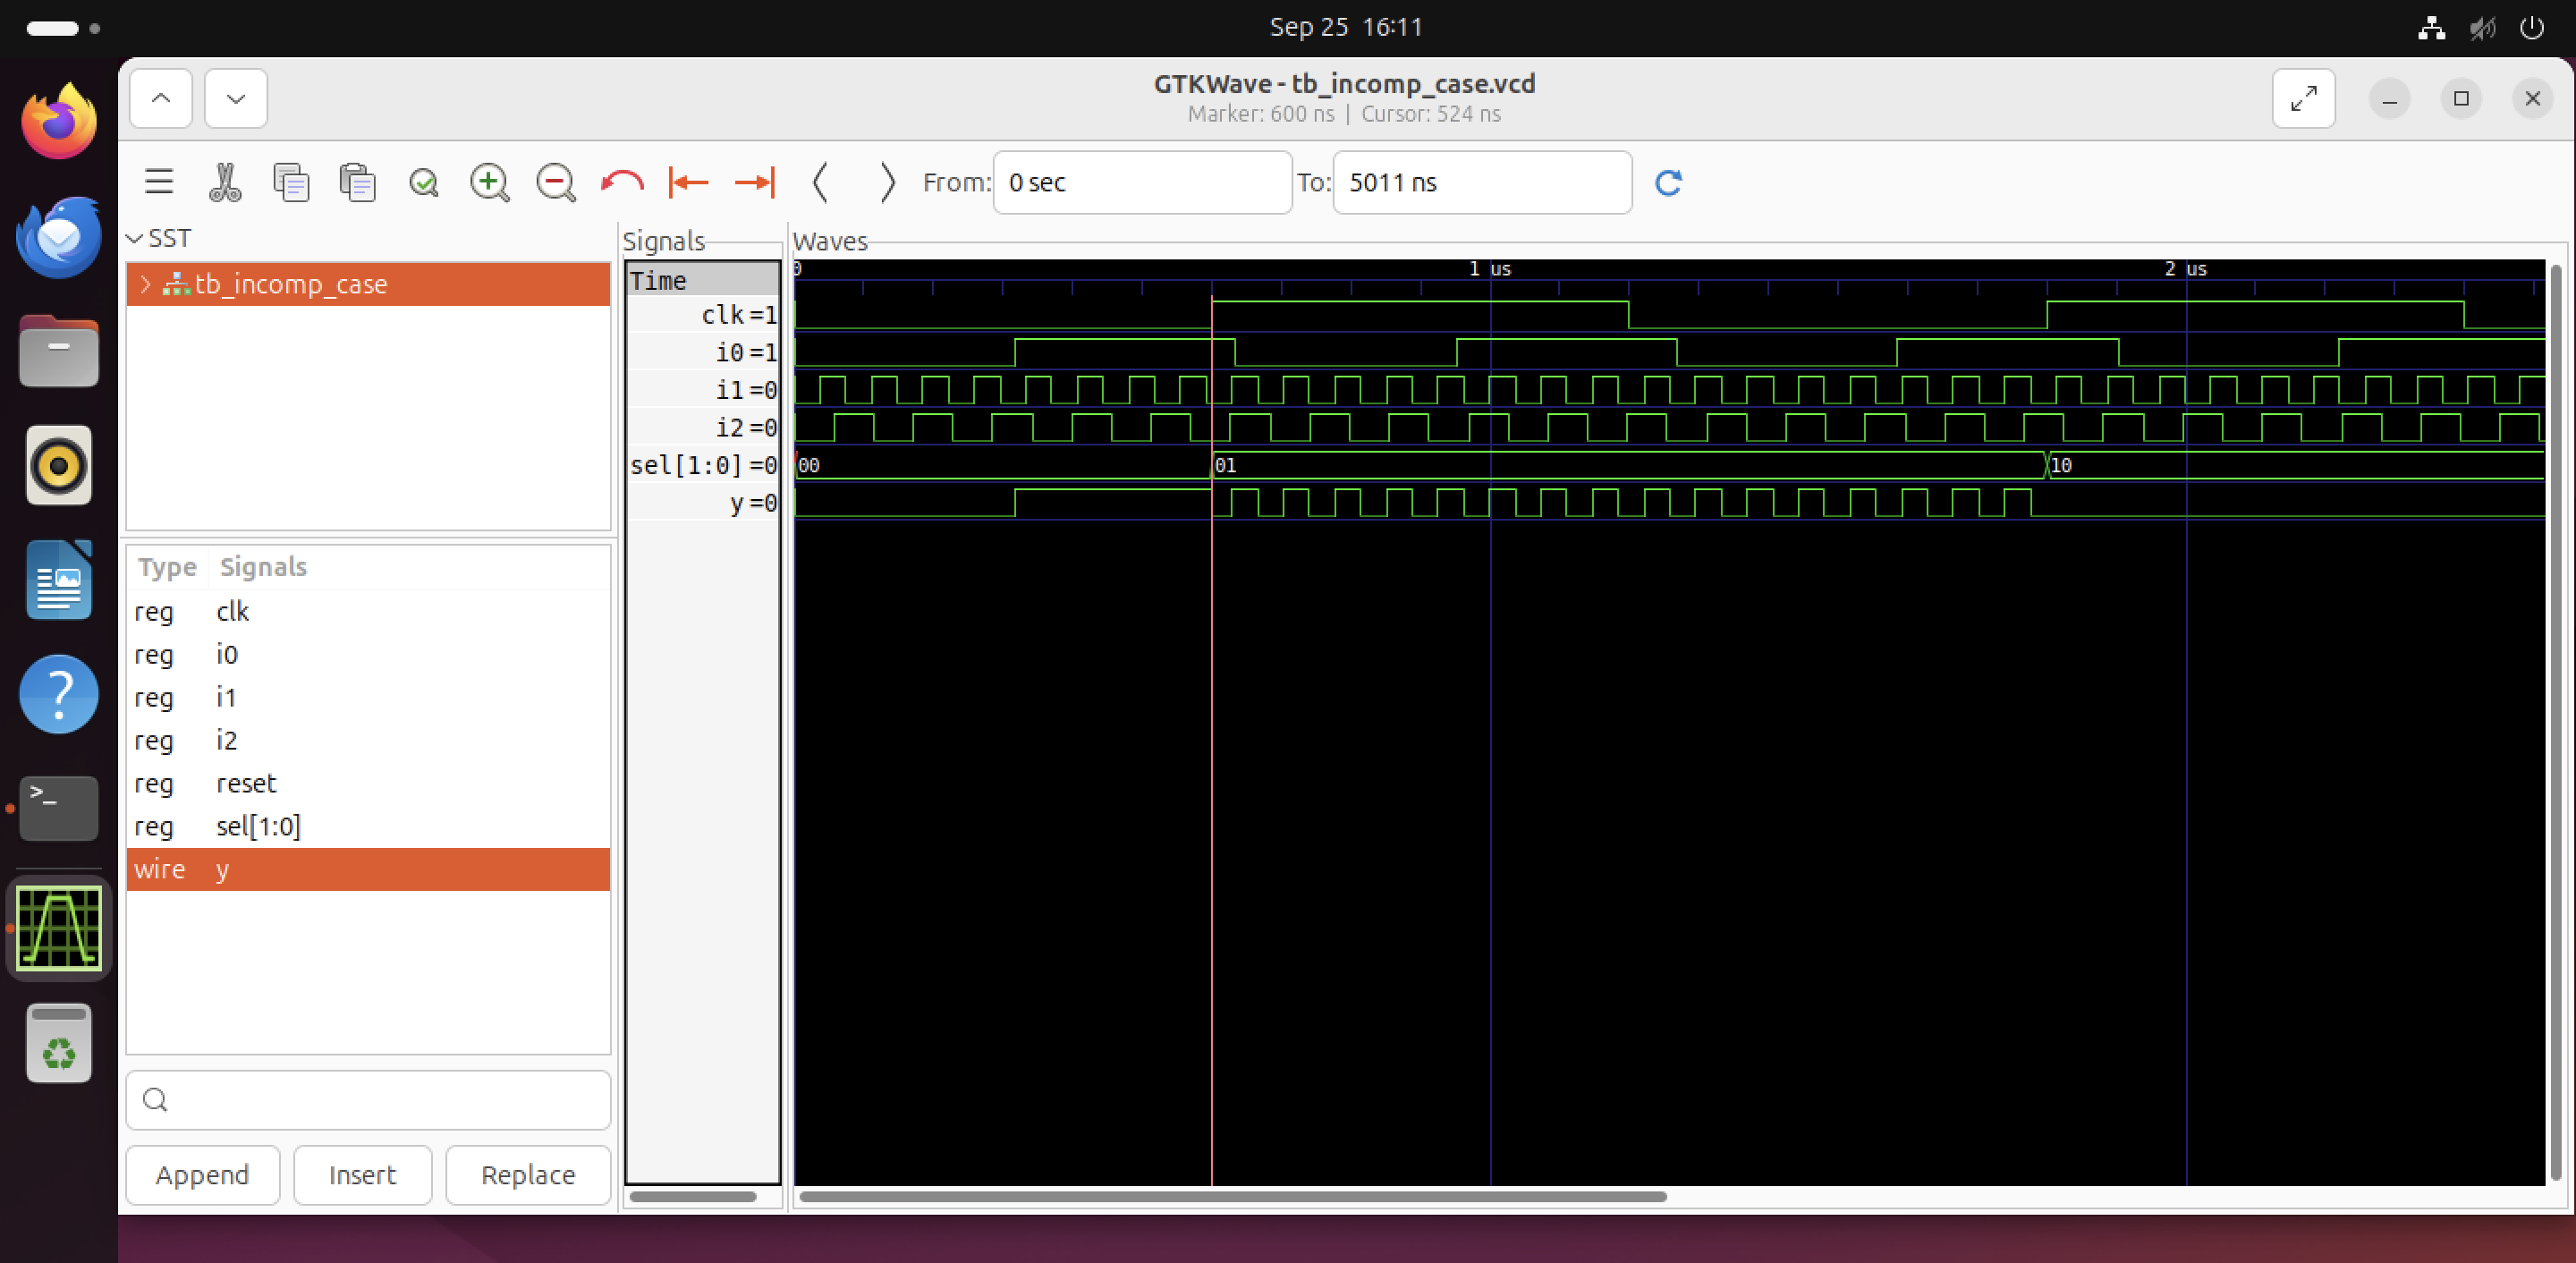 Sep 25 16:11
GTKWave - tb_incomp_case.vcd
Marker: 600 ns | Cursor: 524 ns
From: 0 sec To: 5011 ns
SST
tb_incomp_case
Type Signals
reg clk
reg i0
reg i1
reg i2
reg reset
reg sel[1:0]
wire y
Append Insert Replace
Signals
Time
clk =1
i0 =1
i1 =0
i2 =0
sel[1:0] =0
y =0
Waves
0 1 us 2 us
00 01 10